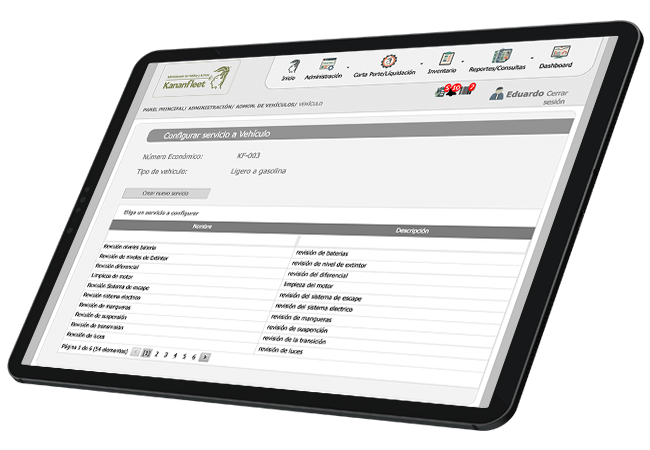 Kananfleet
Inicio
Administración
Carta Porte/Liquidación
Inventario
Reportes/Consultas
Dashboard
Eduardo Cerrar sesión
PANEL PRINCIPAL/ ADMINISTRACIÓN/ ADMON. DE VEHÍCULOS/ VEHÍCULO
Configurar servicio a Vehículo
Número Económico: KF-003
Tipo de vehículo: Ligero a gasolina
Crear nuevo servicio
Elija un servicio a configurar
Nombre Descripción
Revisión niveles batería revisión de baterías
Revisión de niveles de Extintor revisión de nivel de extintor
Revisión diferencial revisión del diferencial
Limpieza de motor limpieza del motor
Revisión Sistema de escape revisión del sistema de escape
Revisión sistema electrico revisión del sistema electrico
Revisión de mangueras revisión de mangueras
Revisión de suspensión revisión de suspención
Revisión de transmisión revisión de la transición
Revisión de luces revisión de luces
Página 1 de 6 (54 elementos) < [1] 2 3 4 5 6 >